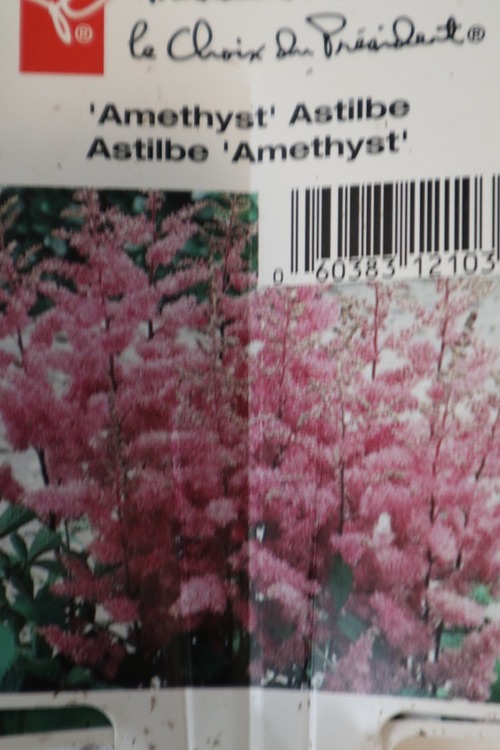 ®
le Choix du Président®
'Amethyst' Astilbe
Astilbe 'Amethyst'
0 60383 12103